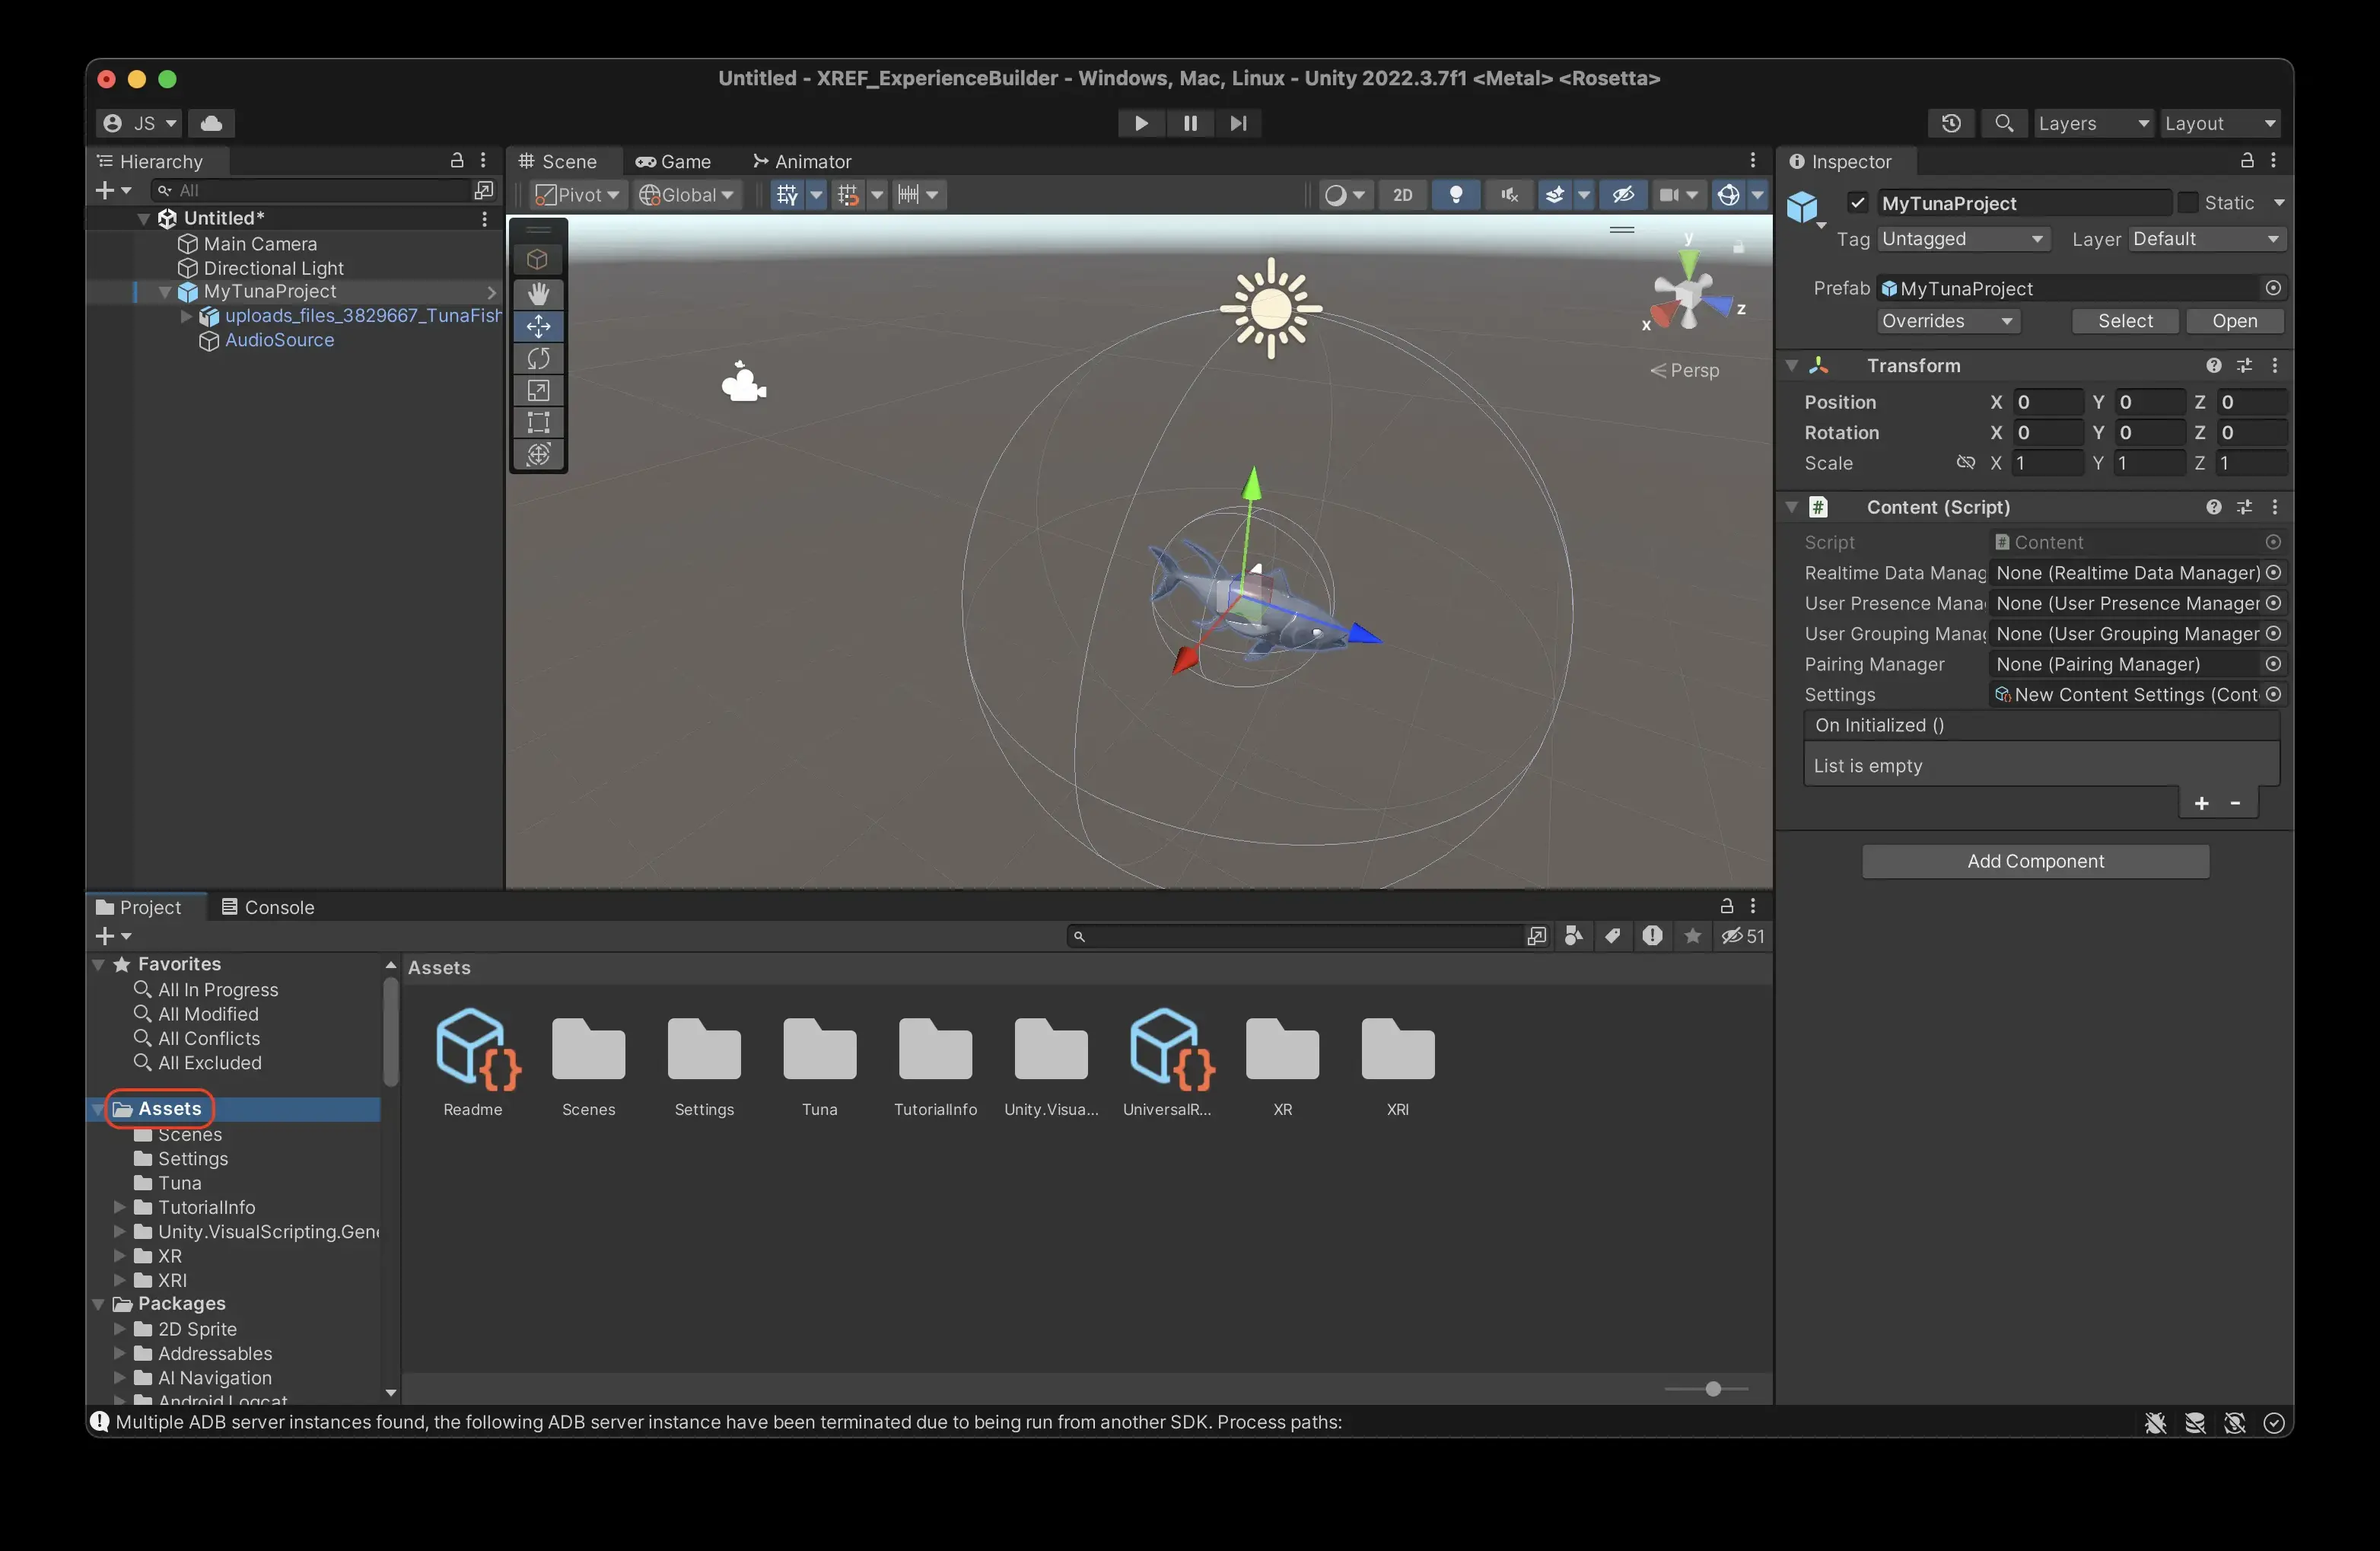 Untitled - XREF_ExperienceBuilder - Windows, Mac, Linux - Unity 2022.3.7f1 <Metal> <Rosetta>
JS
Layers
Layout
Hierarchy
All
Untitled*
Main Camera
Directional Light
MyTunaProject
uploads_files_3829667_TunaFish
AudioSource
Scene
Game
Animator
Pivot
Global
2D
y
z
x
Persp
Inspector
MyTunaProject
Static
Tag
Untagged
Layer
Default
Prefab
MyTunaProject
Overrides
Select
Open
Transform
Position X 0 Y 0 Z 0
Rotation X 0 Y 0 Z 0
Scale X 1 Y 1 Z 1
# Content (Script)
Script # Content
Realtime Data Manag None (Realtime Data Manager)
User Presence Mana None (User Presence Manager
User Grouping Manag None (User Grouping Manager
Pairing Manager None (Pairing Manager)
Settings New Content Settings (Cont
On Initialized ()
List is empty
+ -
Add Component
Project
Console
51
Favorites
All In Progress
All Modified
All Conflicts
All Excluded
Assets
Scenes
Settings
Tuna
TutorialInfo
Unity.VisualScripting.Gene
XR
XRI
Packages
2D Sprite
Addressables
AI Navigation
Android Logcat
Assets
Readme
Scenes
Settings
Tuna
TutorialInfo
Unity.Visua...
UniversalR...
XR
XRI
Multiple ADB server instances found, the following ADB server instance have been terminated due to being run from another SDK. Process paths: